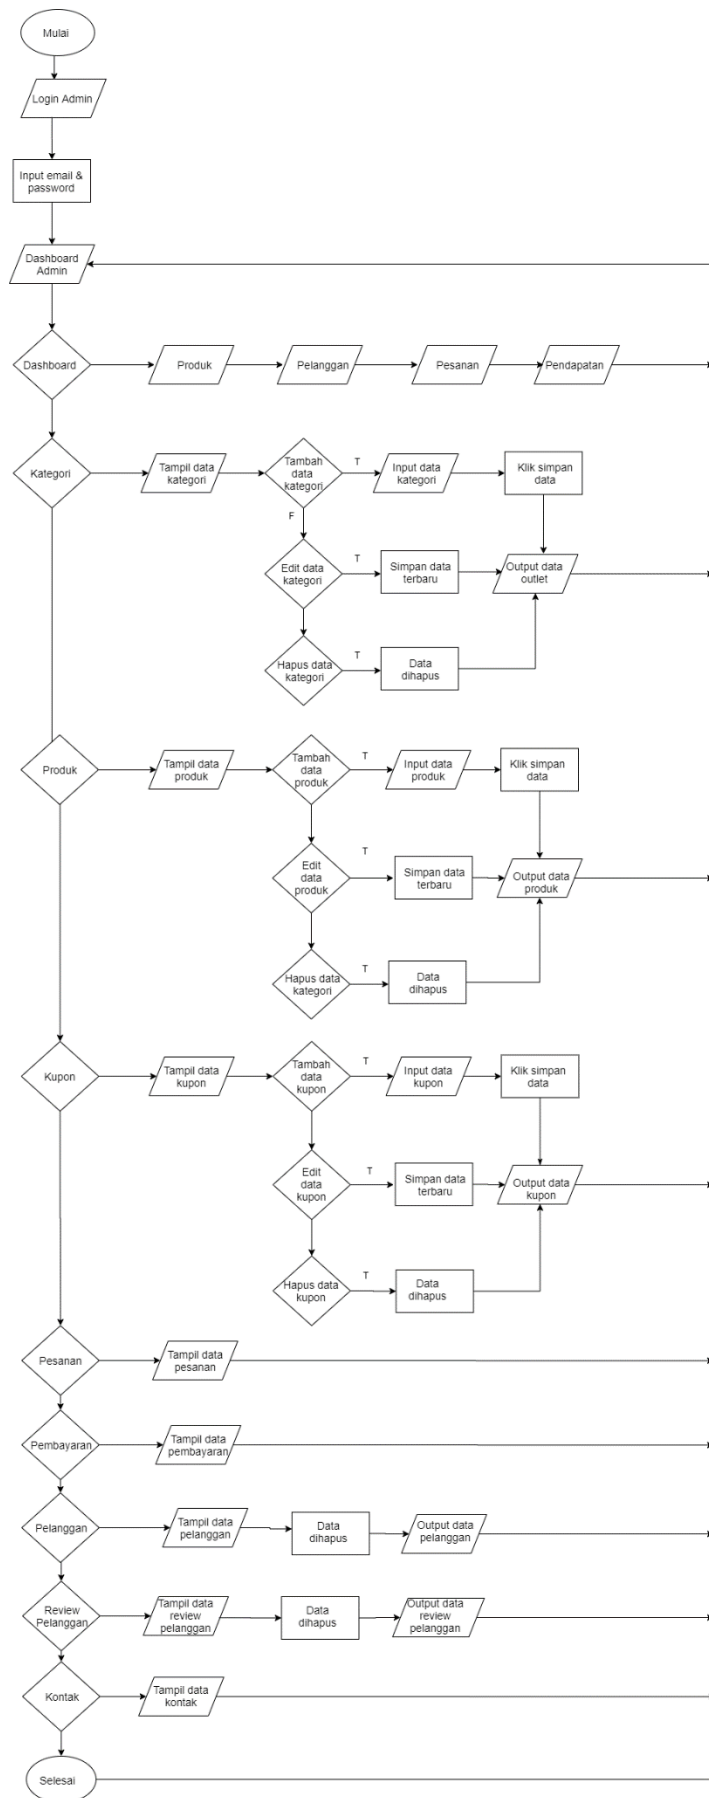 Mulai
Login Admin
Input email &
password
Dashboard
Admin
Dashboard
Produk
Pelanggan
Pesanan
Pendapatan
Kategori
Tampil data
kategori
Tambah
data
kategori
T
Input data
kategori
Klik simpan
data
F
Edit data
kategori
T
Simpan data
terbaru
Output data
outlet
Hapus data
kategori
T
Data
dihapus
Produk
Tampil data
produk
Tambah
data
produk
T
Input data
produk
Klik simpan
data
Edit
data
produk
T
Simpan data
terbaru
Output data
produk
Hapus data
kategori
T
Data
dihapus
Kupon
Tampil data
kupon
Tambah
data
kupon
T
Input data
kupon
Klik simpan
data
Edit
data
kupon
T
Simpan data
terbaru
Output data
kupon
Hapus data
kupon
T
Data
dihapus
Pesanan
Tampil data
pesanan
Pembayaran
Tampil data
pembayaran
Pelanggan
Tampil data
pelanggan
Data
dihapus
Output data
pelanggan
Review
Pelanggan
Tampil data
review
pelanggan
Data
dihapus
Output data
review
pelanggan
Kontak
Tampil data
kontak
Selesai